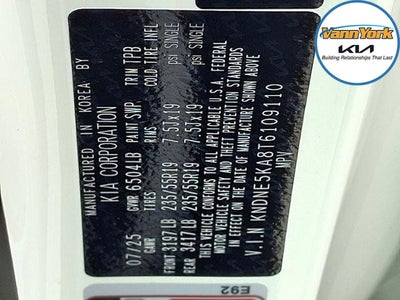 VannYork
KIA
Building Relationships That Last
MANUFACTURED IN KOREA BY
KIA CORPORATION
07/25 GVWR 6504LB PAINT SWP TRIM TPB
GAWR TIRES RIMS COLD TIRE INFL
FRONT 3197LB 235/55R19 7.5JX19 psi SINGLE
REAR 3417LB 235/55R19 7.5JX19 psi SINGLE
THIS VEHICLE CONFORMS TO ALL APPLICABLE U.S.A. FEDERAL
MOTOR VEHICLE SAFETY AND THEFT PREVENTION STANDARDS
IN EFFECT ON THE DATE OF MANUFACTURE SHOWN ABOVE
V.I.N KNDNE5KA8T6109110
MPV
E92